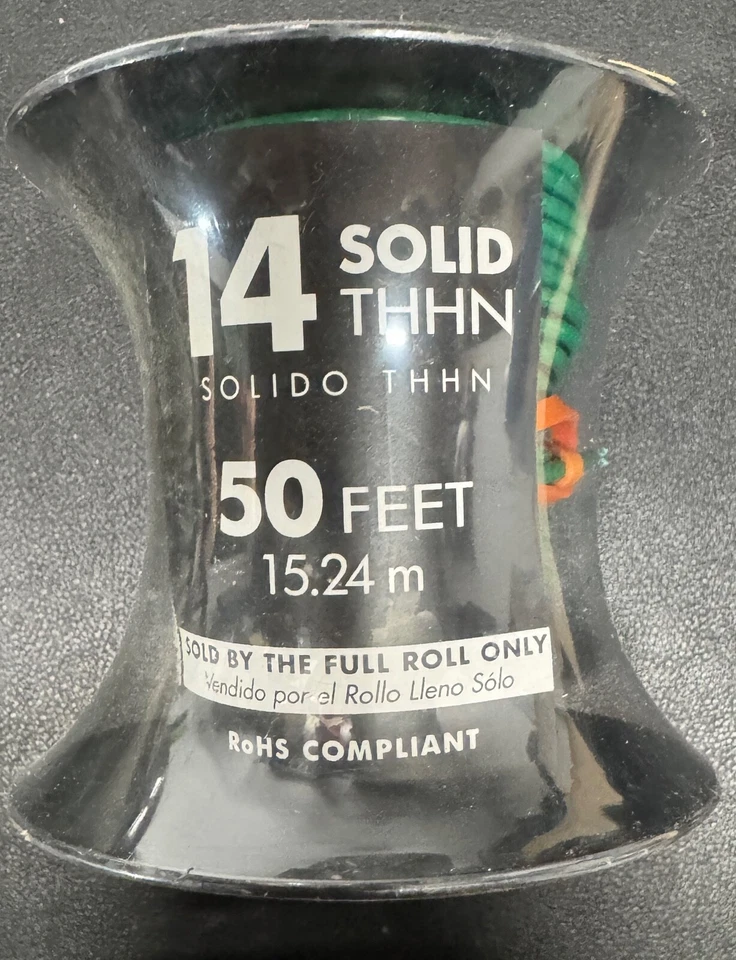 14 SOLID
THHN
SOLIDO THHN
50 FEET
15.24 m
SOLD BY THE FULL ROLL ONLY
Vendido por el Rollo Lleno Sólo
RoHS COMPLIANT